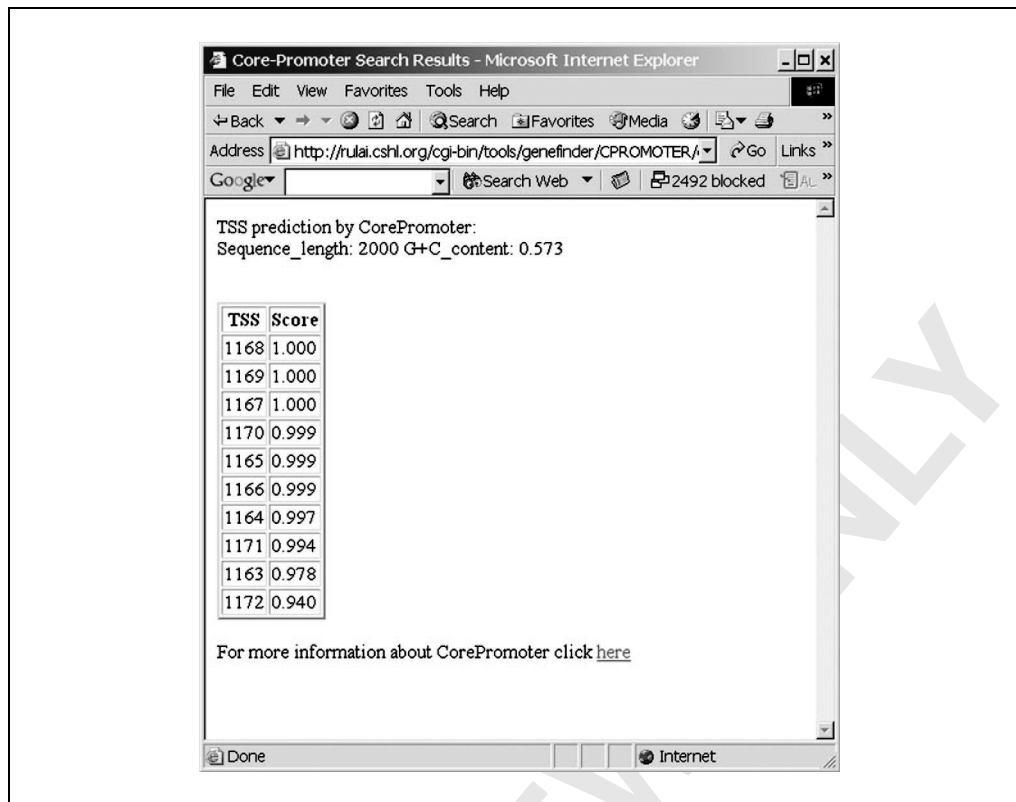 Core-Promoter Search Results - Microsoft Internet Explorer
File Edit View Favorites Tools Help
Back Search Favorites Media »
Address http://rulai.cshl.org/cgi-bin/tools/genefinder/CPROMOTER/ Go Links »
Google Search Web 2492 blocked »
TSS prediction by CorePromoter:
Sequence_length: 2000 G+C_content: 0.573
TSS Score
1168 1.000
1169 1.000
1167 1.000
1170 0.999
1165 0.999
1166 0.999
1164 0.997
1171 0.994
1163 0.978
1172 0.940
For more information about CorePromoter click here
Done Internet
NLY